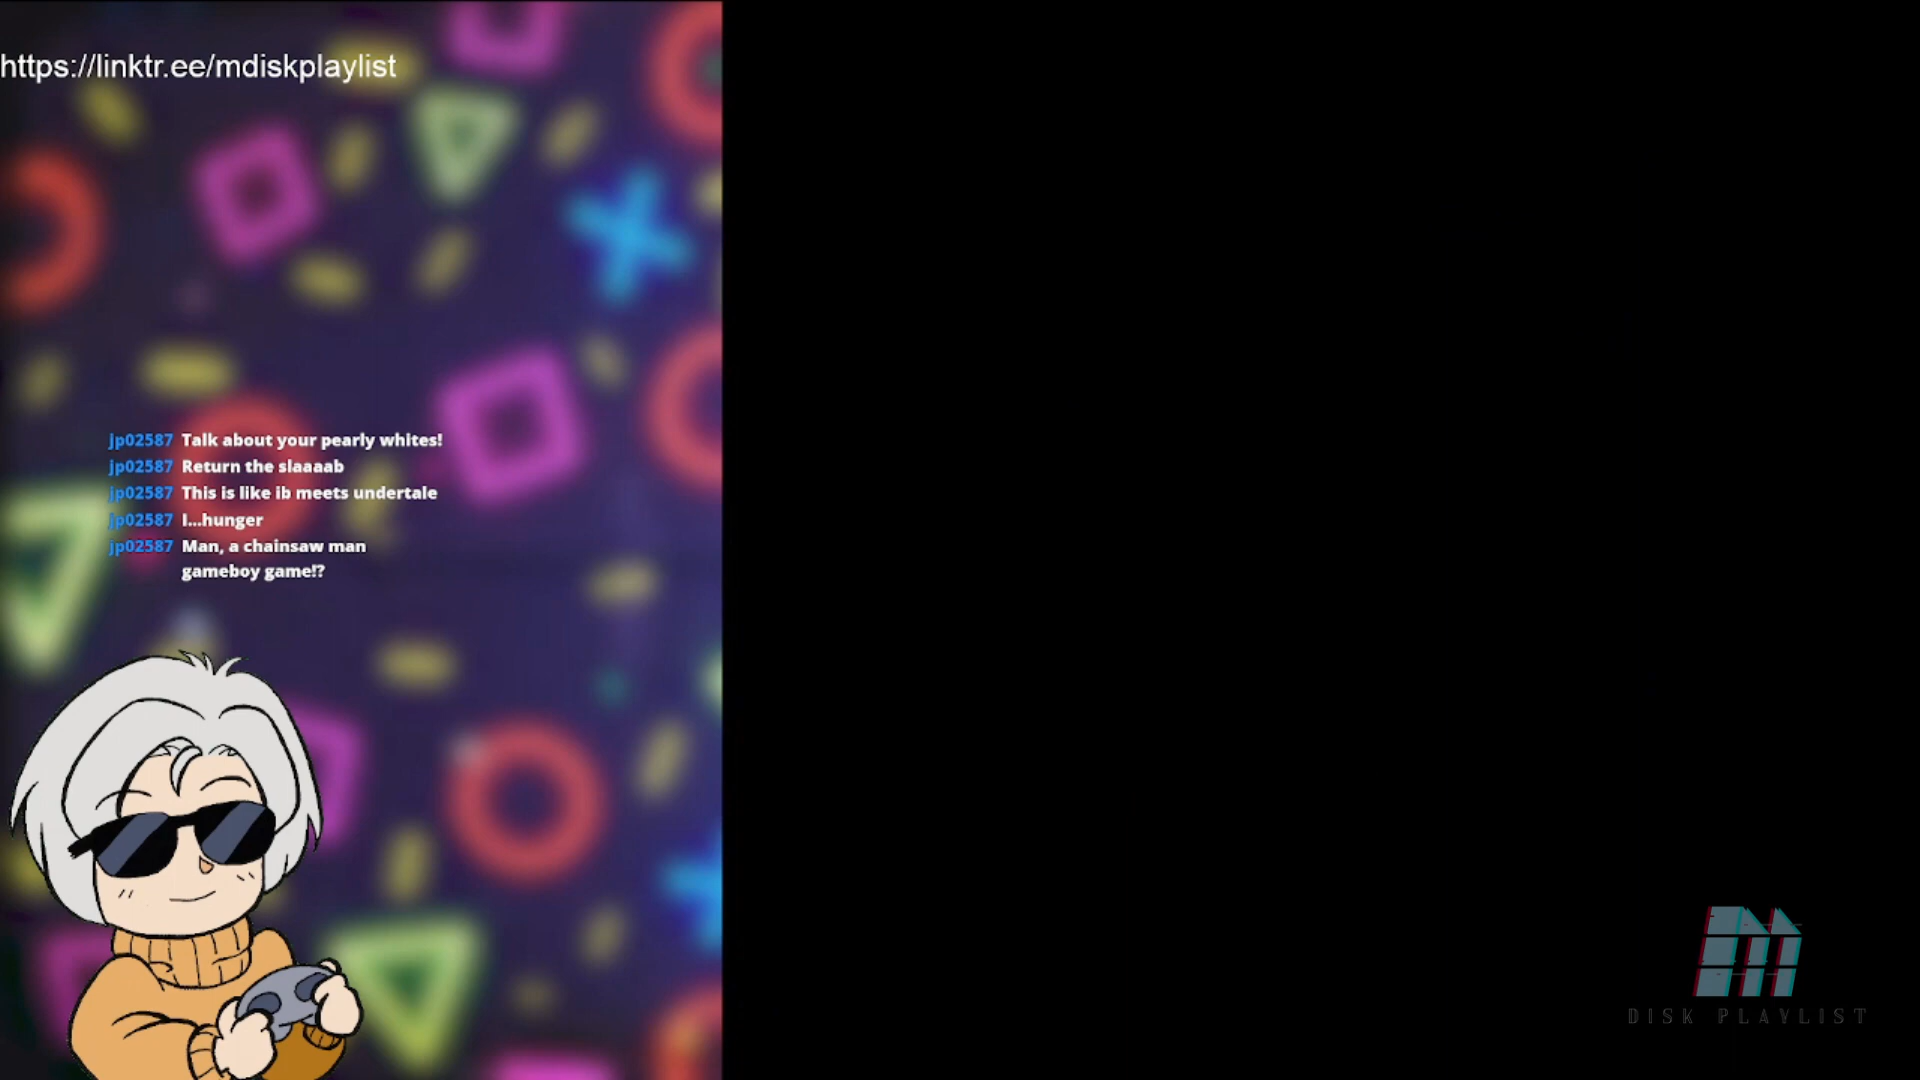 https://linktr.ee/mdiskplaylist
jp02587 Talk about your pearly whites!
jp02587 Return the slaaaab
jp02587 This is like ib meets undertale
jp02587 I...hunger
jp02587 Man, a chainsaw man
gameboy game!?
M
DISK PLAYLIST